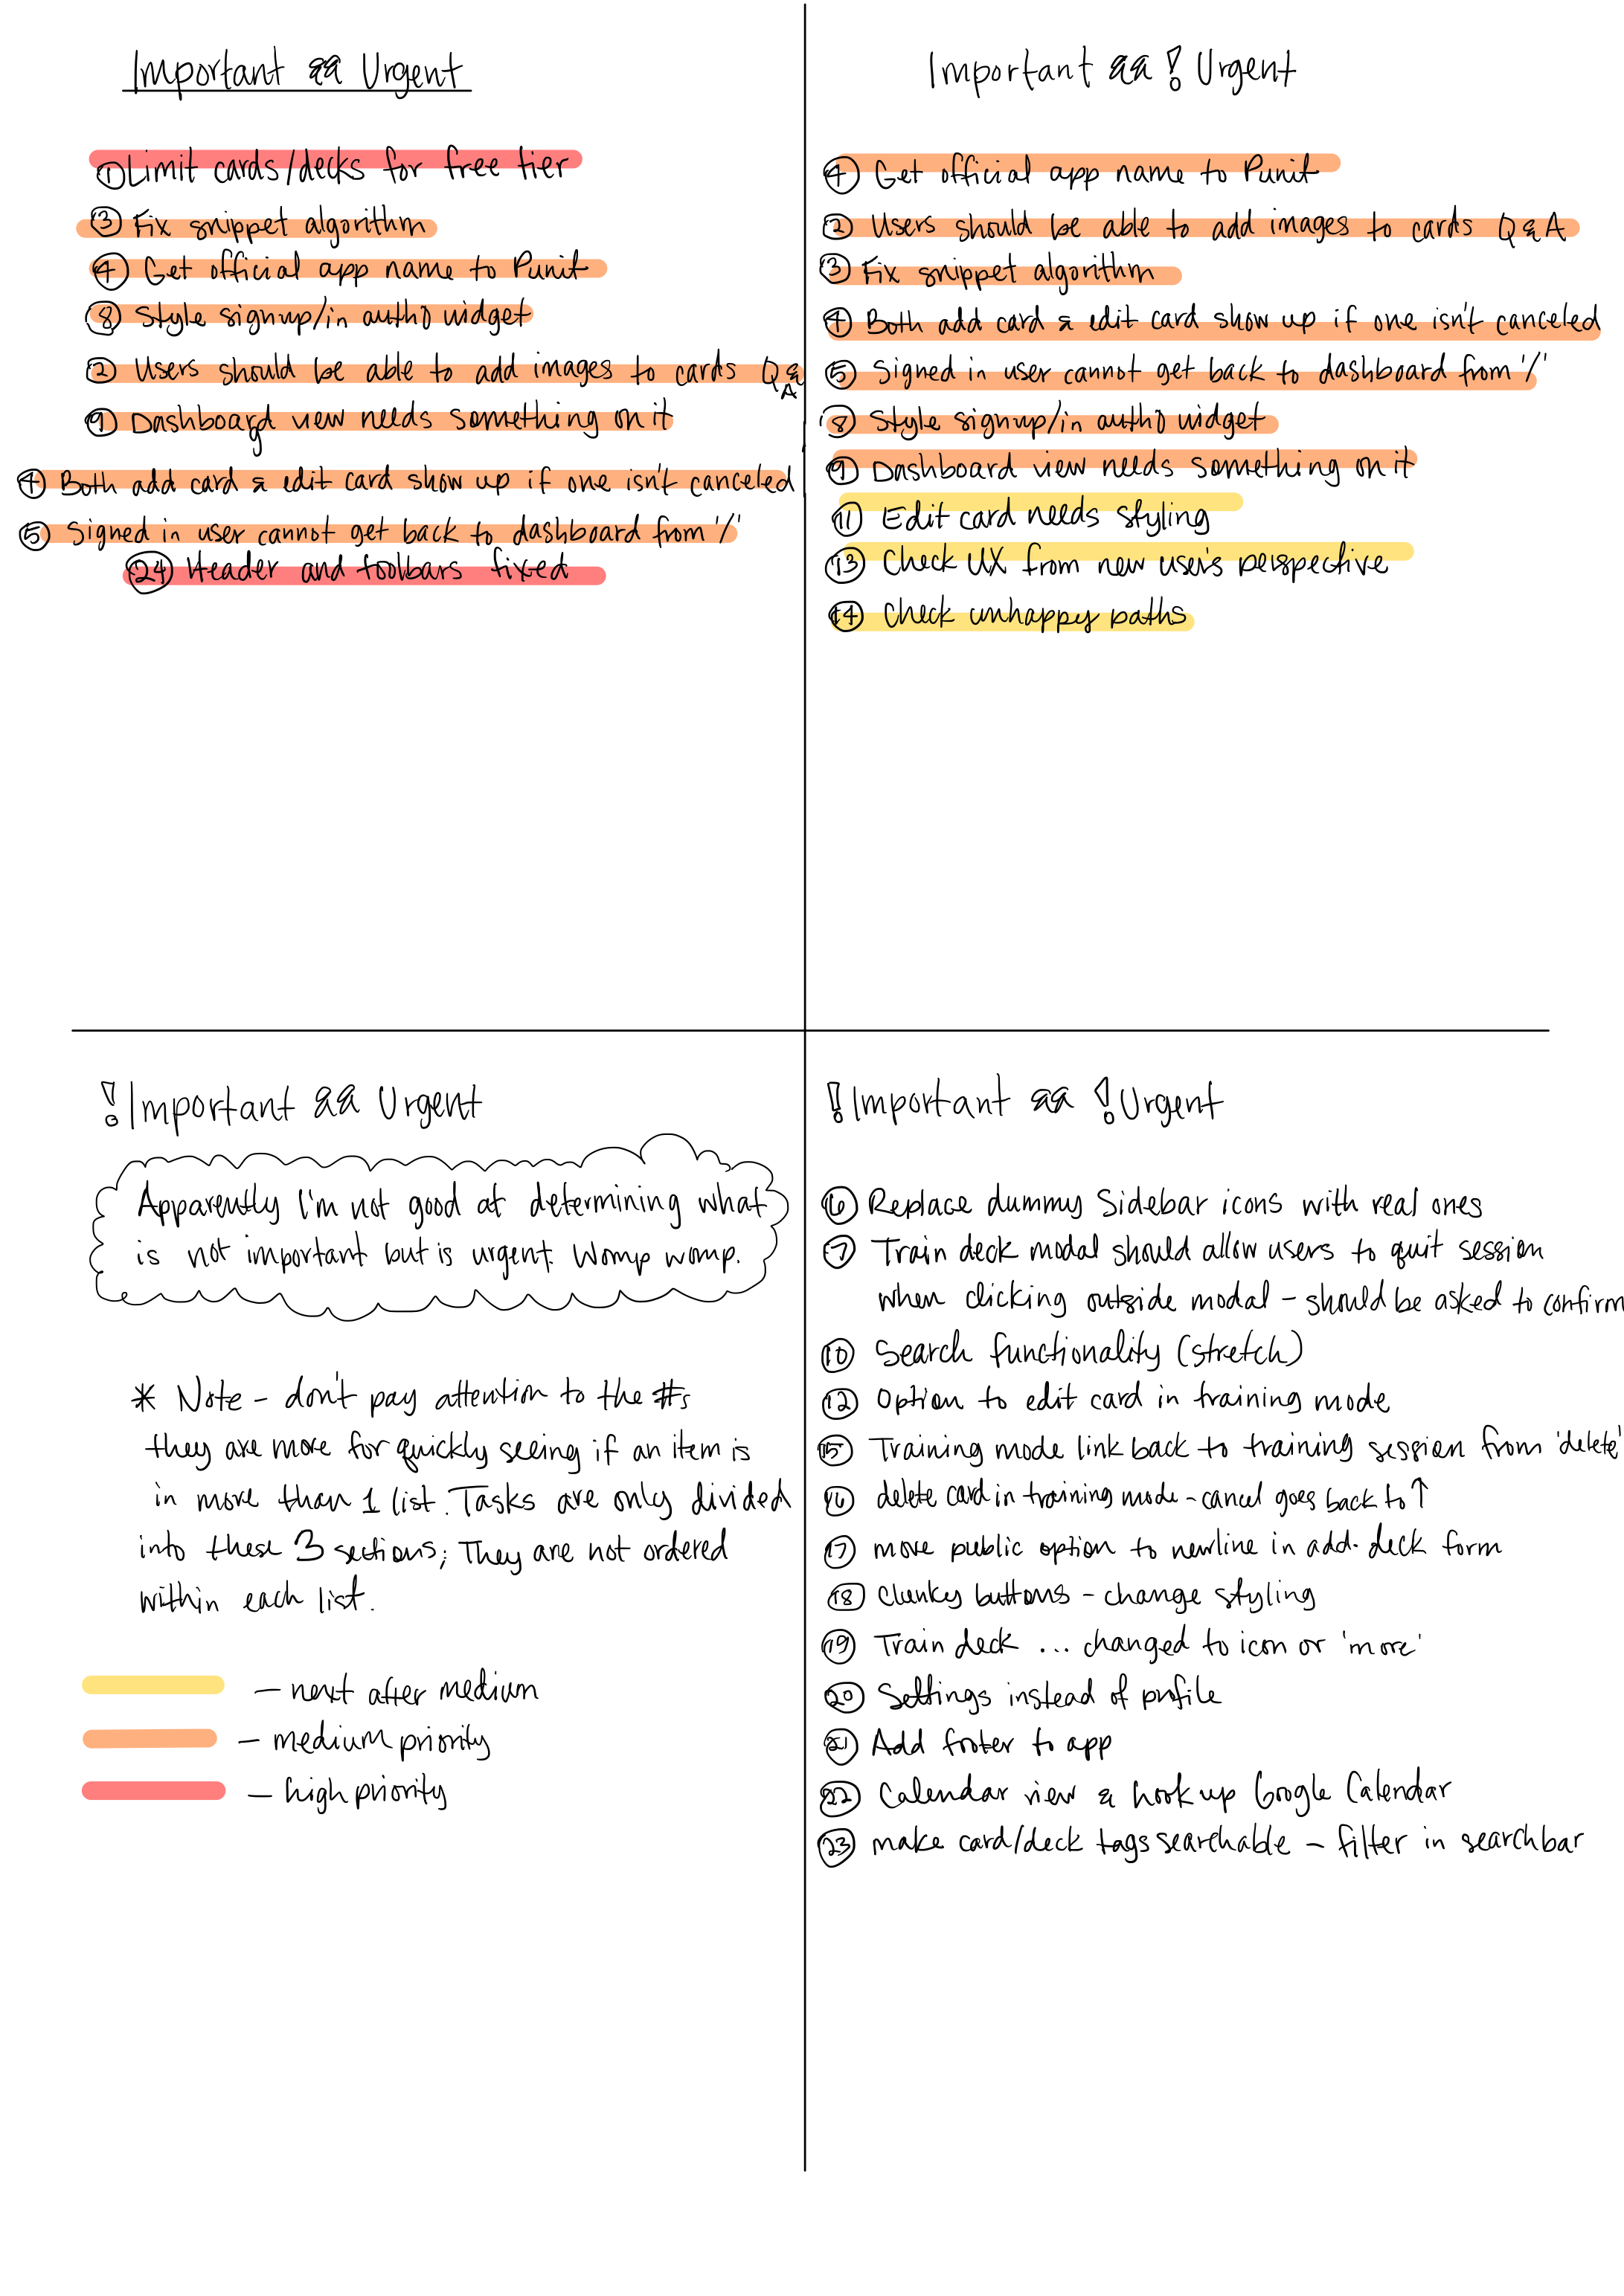 Important && Urgent
① Limit cards/decks for free tier
③ Fix snippet algorithm
④ Get official app name to Punit
⑧ Style signup/in auth0 widget
② Users should be able to add images to cards Q & A
⑨ Dashboard view needs something on it
④ Both add card & edit card show up if one isn't canceled
⑤ Signed in user cannot get back to dashboard from '/'
㉔ Header and toolbars fixed
Important && ! Urgent
④ Get official app name to Punit
② Users should be able to add images to cards Q & A
③ Fix snippet algorithm
④ Both add card & edit card show up if one isn't canceled
⑤ Signed in user cannot get back to dashboard from '/'
⑧ Style signup/in auth0 widget
⑨ Dashboard view needs something on it
⑪ Edit card needs styling
⑬ Check UX from new user's perspective
⑭ Check unhappy paths
!Important && Urgent
Apparently I'm not good at determining what
is not important but is urgent. Womp womp.
* Note - don't pay attention to the #s
they are more for quickly seeing if an item is
in more than 1 list. Tasks are only divided
into these 3 sections; They are not ordered
within each list.
— next after medium
— medium priority
— high priority
!Important && !Urgent
⑥ Replace dummy Sidebar icons with real ones
⑦ Train deck modal should allow users to quit session
when clicking outside modal - should be asked to confirm
⑩ Search functionality (stretch)
⑫ Option to edit card in training mode
⑮ Training mode link back to training session from 'delete'
⑯ delete card in training mode - cancel goes back to ↑
⑰ move public option to newline in add-deck form
⑱ Clunky buttons - change styling
⑲ Train deck ... changed to icon or 'more'
⑳ Settings instead of profile
㉑ Add footer to app
㉒ Calendar view & hook up Google Calendar
㉓ make card/deck tags searchable - filter in searchbar